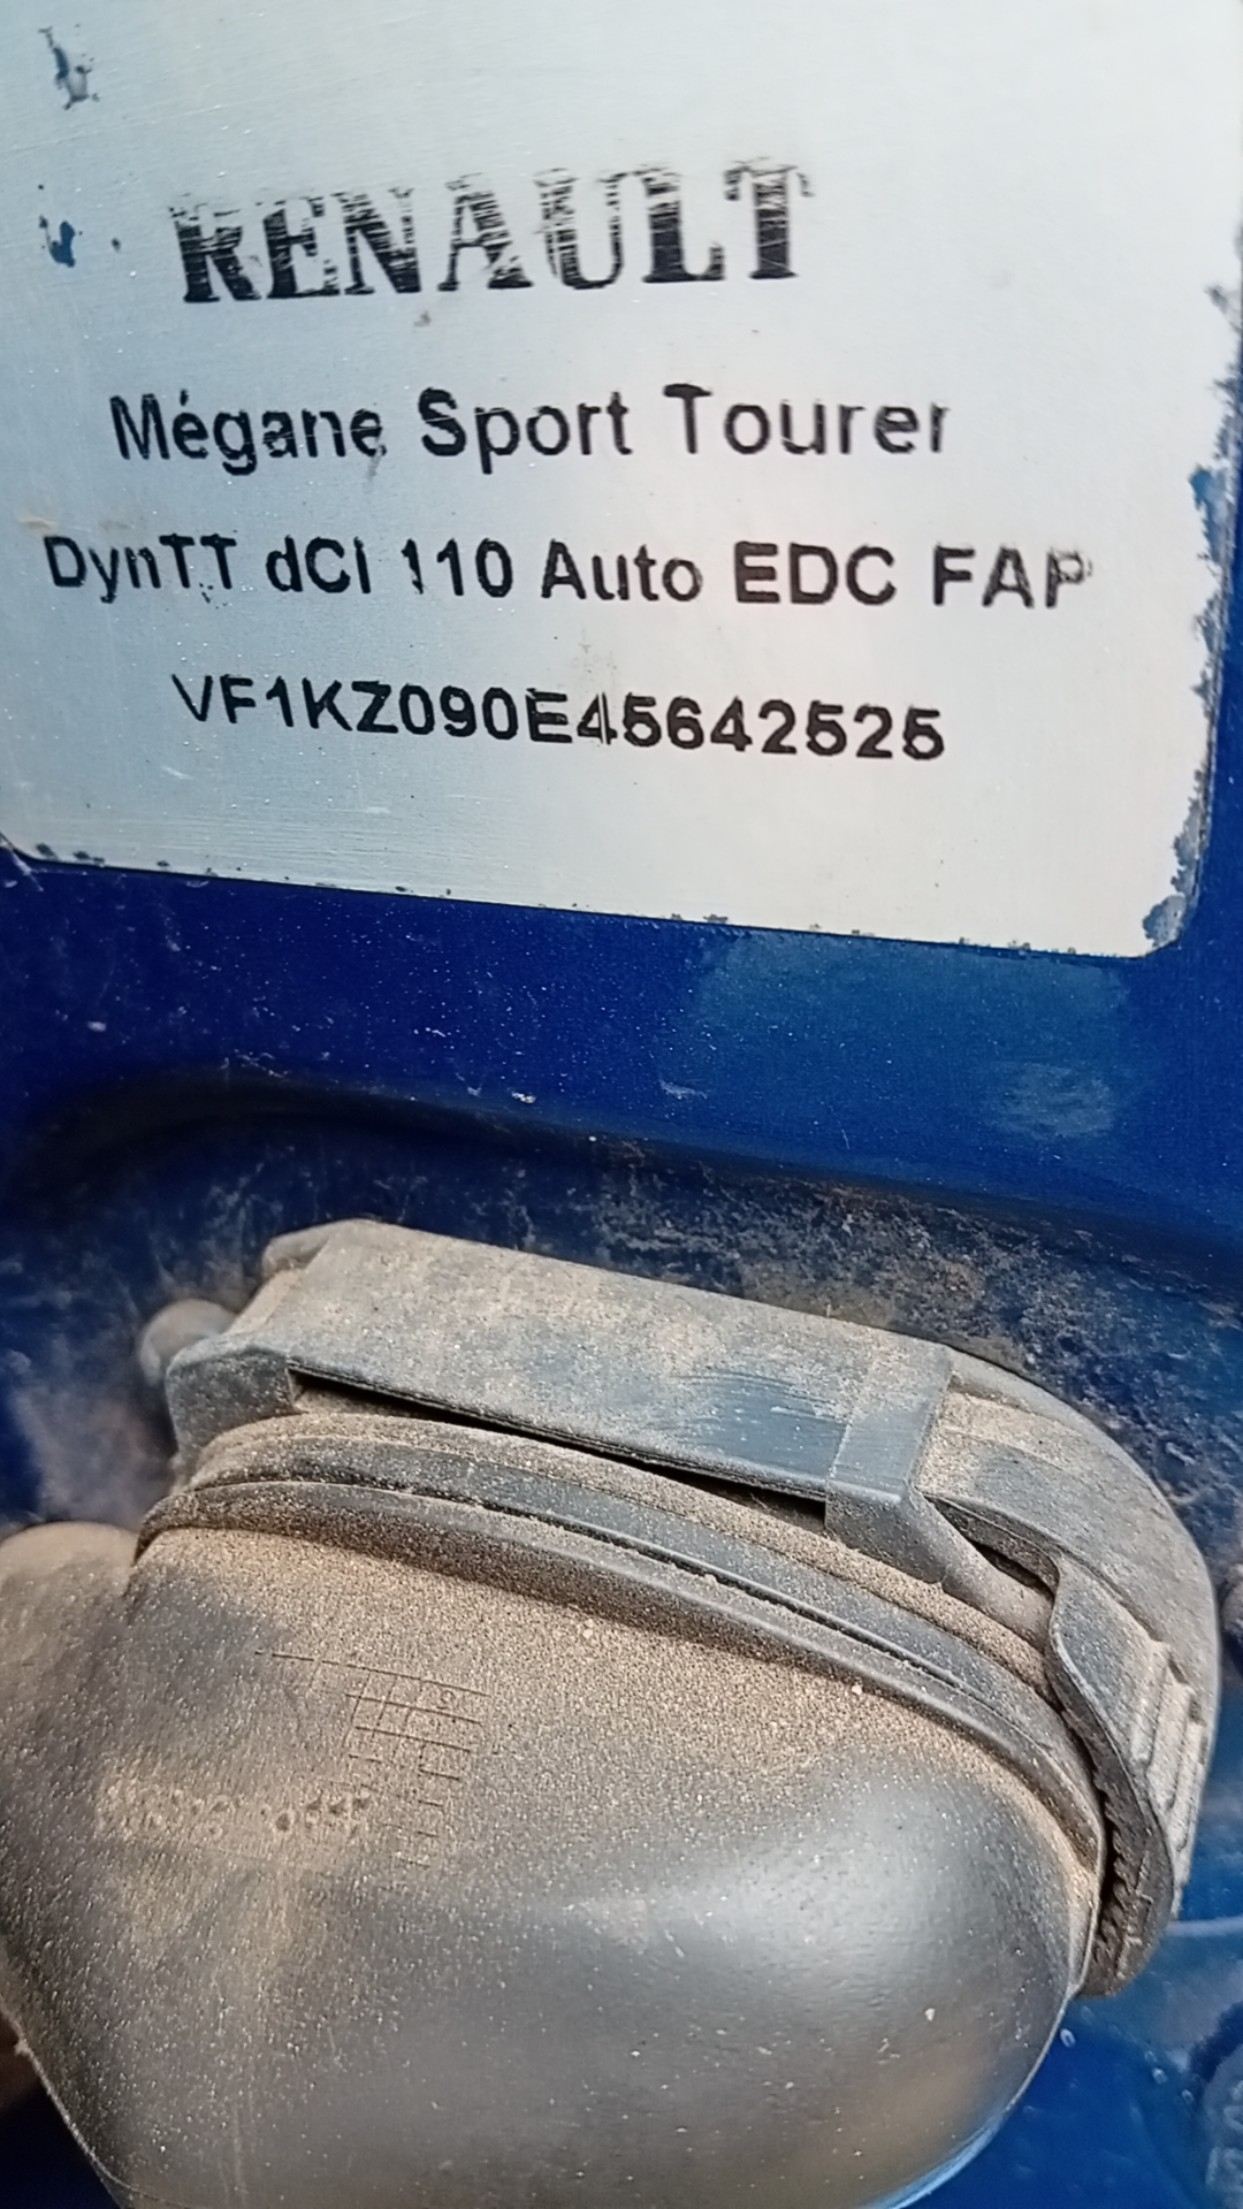 RENAULT
Mégane Sport Tourer
DynTT dCi 110 Auto EDC FAP
VF1KZ090E45642525